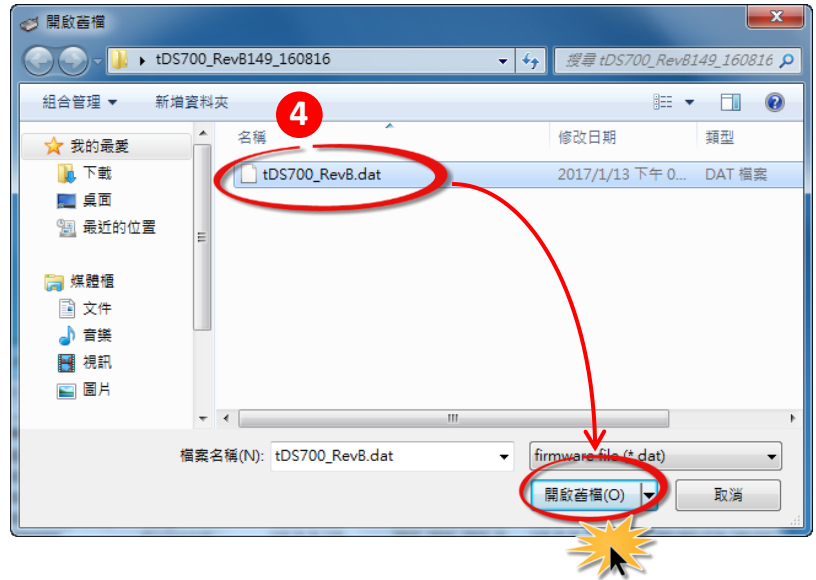 開啟舊檔
tDS700_RevB149_160816
搜尋 tDS700_RevB149_160816
組合管理 新增資料夾
4
名稱 修改日期 類型
tDS700_RevB.dat 2017/1/13 下午 0... DAT 檔案
我的最愛
下載
桌面
最近的位置
媒體櫃
文件
音樂
視訊
圖片
檔案名稱(N): tDS700_RevB.dat firmware file (*.dat)
開啟舊檔(O) 取消